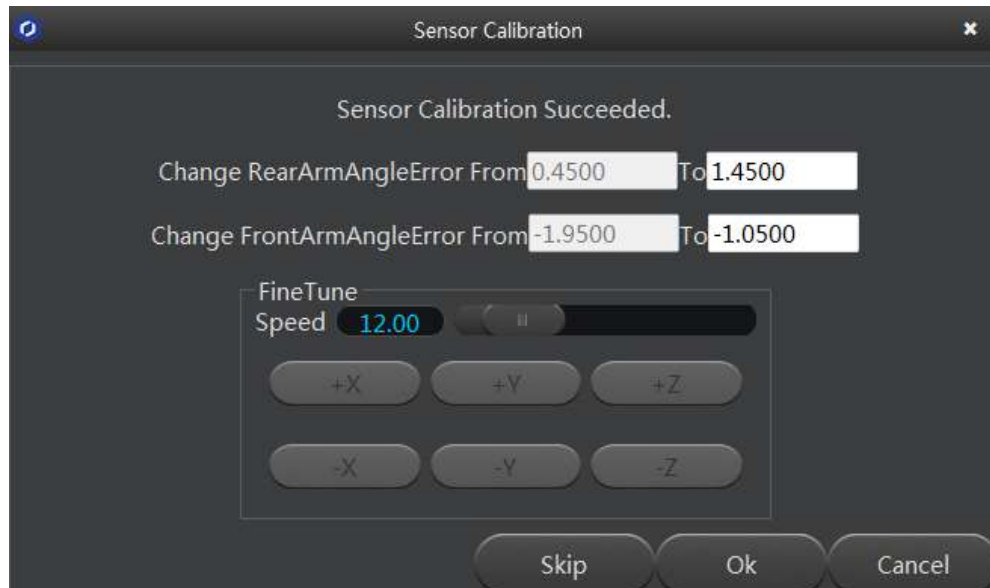 Sensor Calibration
Sensor Calibration Succeeded.
Change RearArmAngleError From 0.4500 To 1.4500
Change FrontArmAngleError From -1.9500 To -1.0500
FineTune
Speed 12.00
+X +Y +Z
-X -Y -Z
Skip Ok Cancel